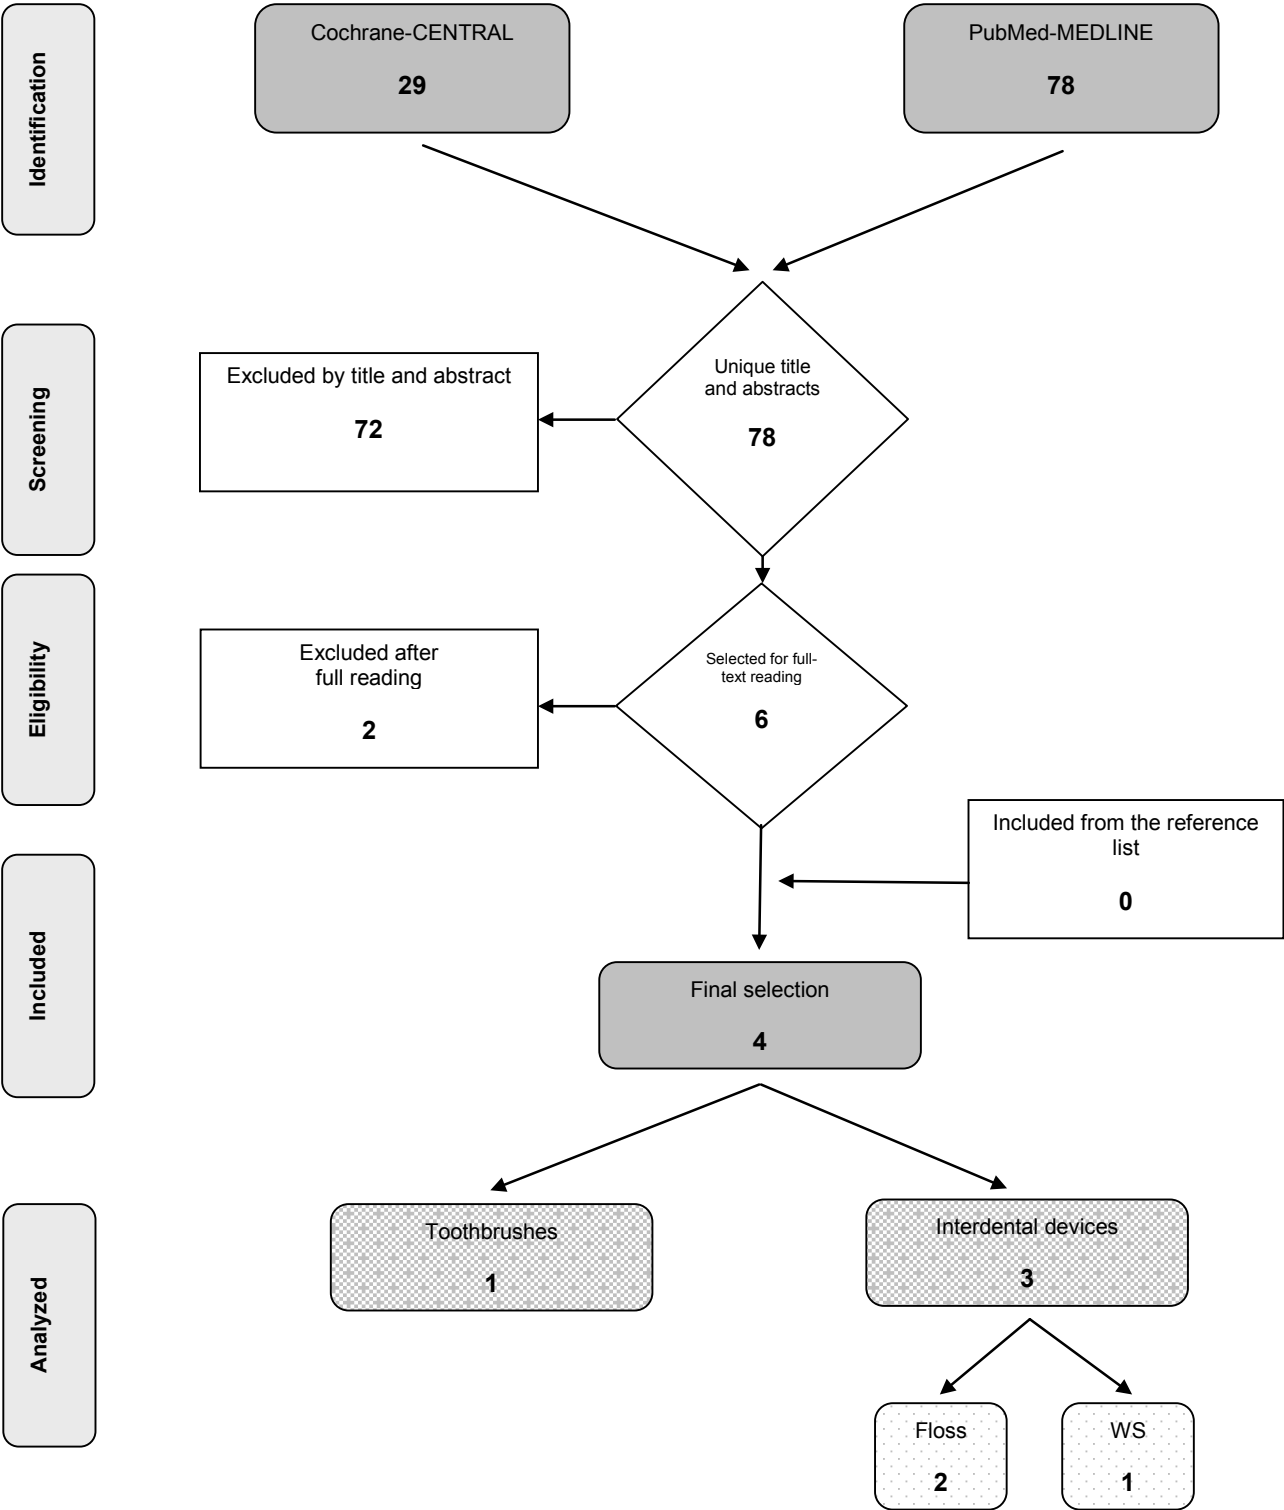 Identification
Cochrane-CENTRAL
29
PubMed-MEDLINE
78
Screening
Excluded by title and abstract
72
Unique title
and abstracts
78
Eligibility
Excluded after
full reading
2
Selected for full-
text reading
6
Included from the reference
list
0
Included
Final selection
4
Analyzed
Toothbrushes
1
Interdental devices
3
Floss
2
WS
1